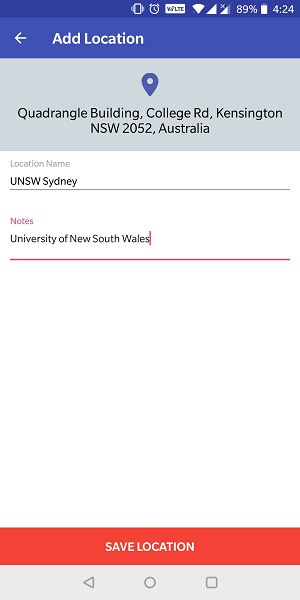 VoLTE 89% 4:24
Add Location
Quadrangle Building, College Rd, Kensington
NSW 2052, Australia
Location Name
UNSW Sydney
Notes
University of New South Wales
SAVE LOCATION